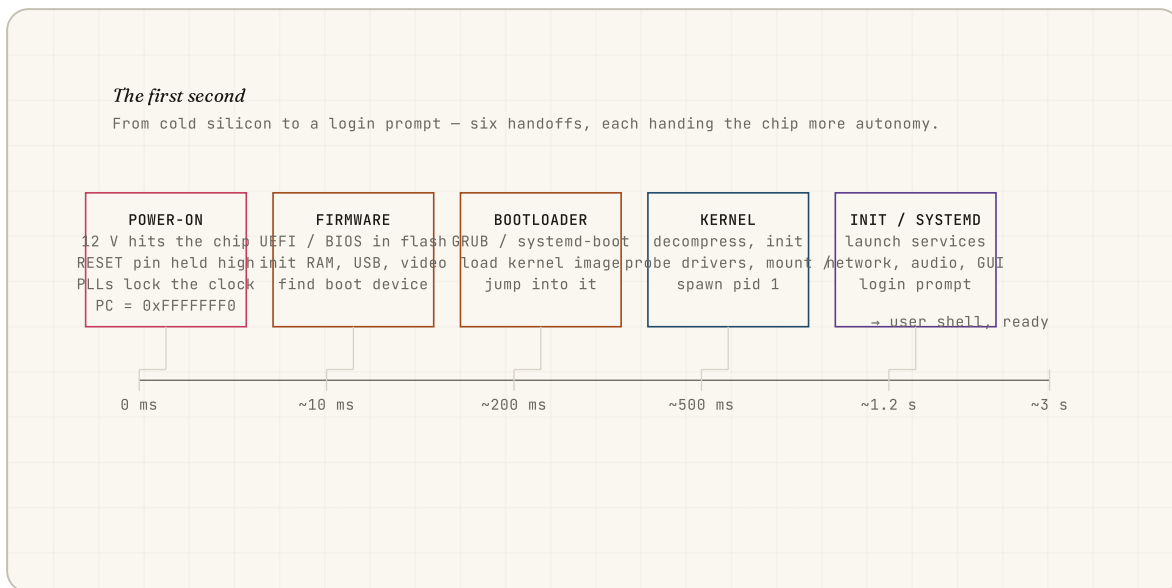 The first second
From cold silicon to a login prompt — six handoffs, each handing the chip more autonomy.
POWER-ON
12 V hits the chip
RESET pin held high
PLLs lock the clock
PC = 0xFFFFFFF0
FIRMWARE
UEFI / BIOS in flash
init RAM, USB, video
find boot device
BOOTLOADER
GRUB / systemd-boot
load kernel image
jump into it
KERNEL
decompress, init
probe drivers, mount /
spawn pid 1
INIT / SYSTEMD
launch services
network, audio, GUI
login prompt
→ user shell, ready
0 ms
~10 ms
~200 ms
~500 ms
~1.2 s
~3 s